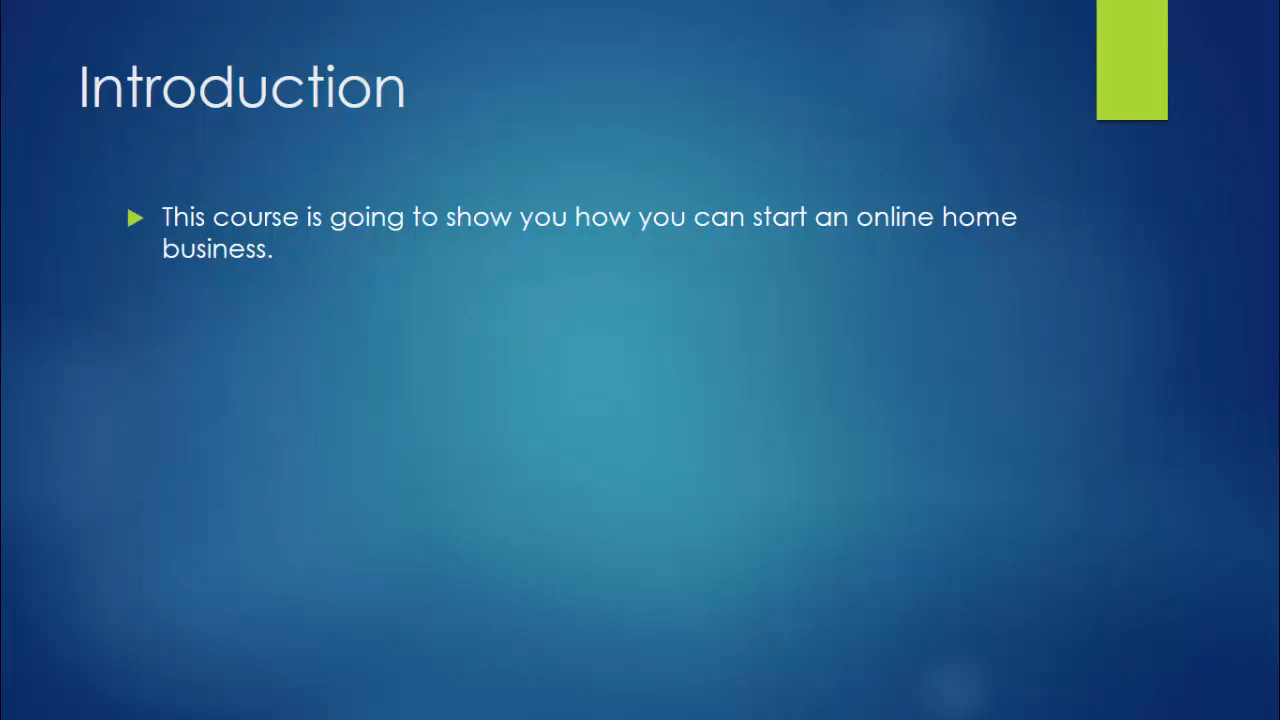 Introduction
This course is going to show you how you can start an online home
business.